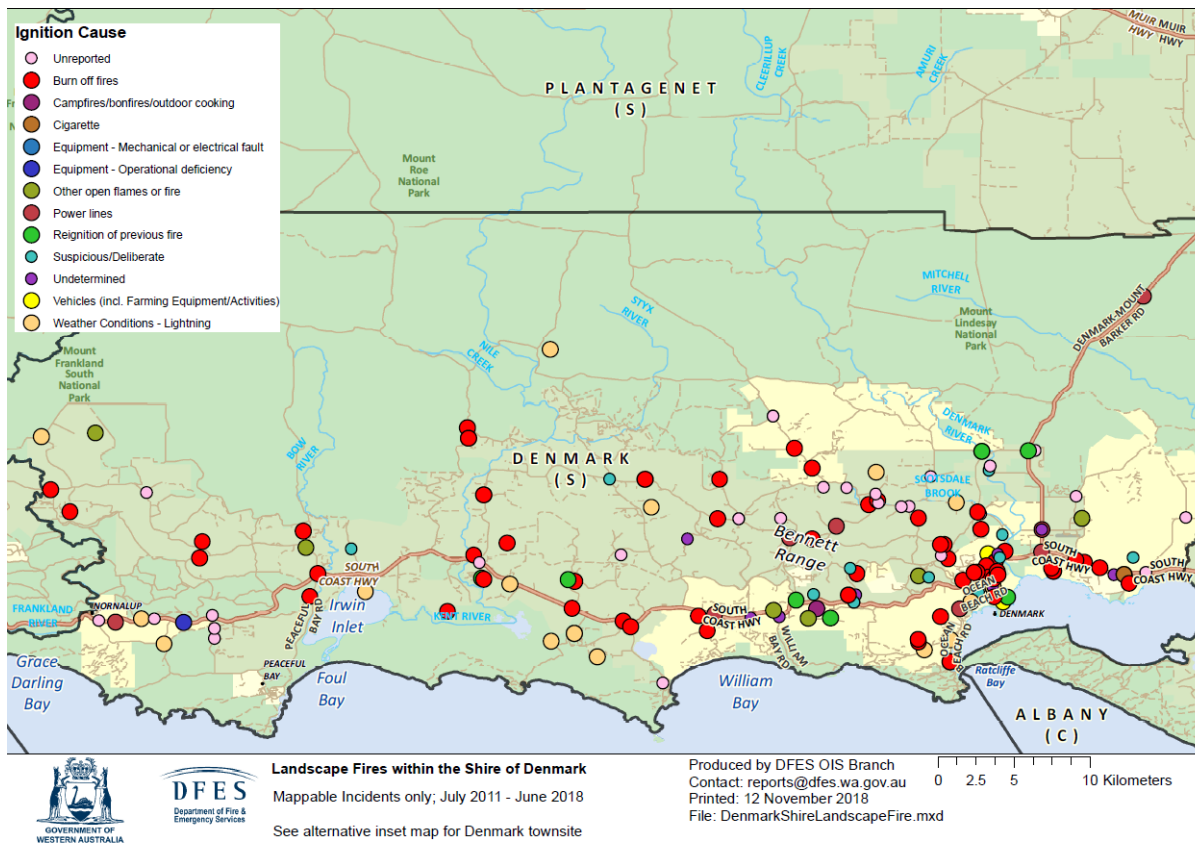 Ignition Cause
Unreported
Burn off fires
Campfires/bonfires/outdoor cooking
Cigarette
Equipment - Mechanical or electrical fault
Equipment - Operational deficiency
Other open flames or fire
Power lines
Reignition of previous fire
Suspicious/Deliberate
Undetermined
Vehicles (incl. Farming Equipment/Activities)
Weather Conditions - Lightning
MUIR MUIR
HWY HWY
CLEERILLUP
CREEK
AMURI
CREEK
PLANTAGENET
(S)
Mount
Roe
National
Park
MITCHELL
RIVER
STYX
RIVER
Mount
Lindesay
National
Park
DENMARK-MOUNT
BARKER RD
NILE
CREEK
Mount
Frankland
South
National
Park
BOW
RIVER
DENMARK
RIVER
DENMARK
(S)
SCOTSDALE
BROOK
Bennett
Range
SOUTH
COAST HWY
SOUTH
COAST HWY
SOUTH
COAST HWY
OCEAN
BEACH RD
FRANKLAND
RIVER
NORNALUP
PEACEFUL
BAY RD
Irwin
Inlet
KENT RIVER
SOUTH
COAST HWY
WILLIAM
BAY RD
DENMARK
OCEAN
BEACH RD
Grace
Darling
Bay
PEACEFUL
BAY
Foul
Bay
William
Bay
Ratcliffe
Bay
ALBANY
(C)
GOVERNMENT OF
WESTERN AUSTRALIA
DFES
Department of Fire &
Emergency Services
Landscape Fires within the Shire of Denmark
Mappable Incidents only; July 2011 - June 2018
See alternative inset map for Denmark townsite
Produced by DFES OIS Branch
Contact: reports@dfes.wa.gov.au
Printed: 12 November 2018
File: DenmarkShireLandscapeFire.mxd
0 2.5 5 10 Kilometers